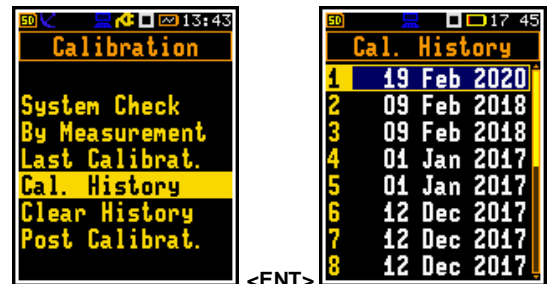 SD 13:43
Calibration
System Check
By Measurement
Last Calibrat.
Cal. History
Clear History
Post Calibrat.
<ENT>
SD 17 45
Cal. History
1 19 Feb 2020
2 09 Feb 2018
3 09 Feb 2018
4 01 Jan 2017
5 01 Jan 2017
6 12 Dec 2017
7 12 Dec 2017
8 12 Dec 2017